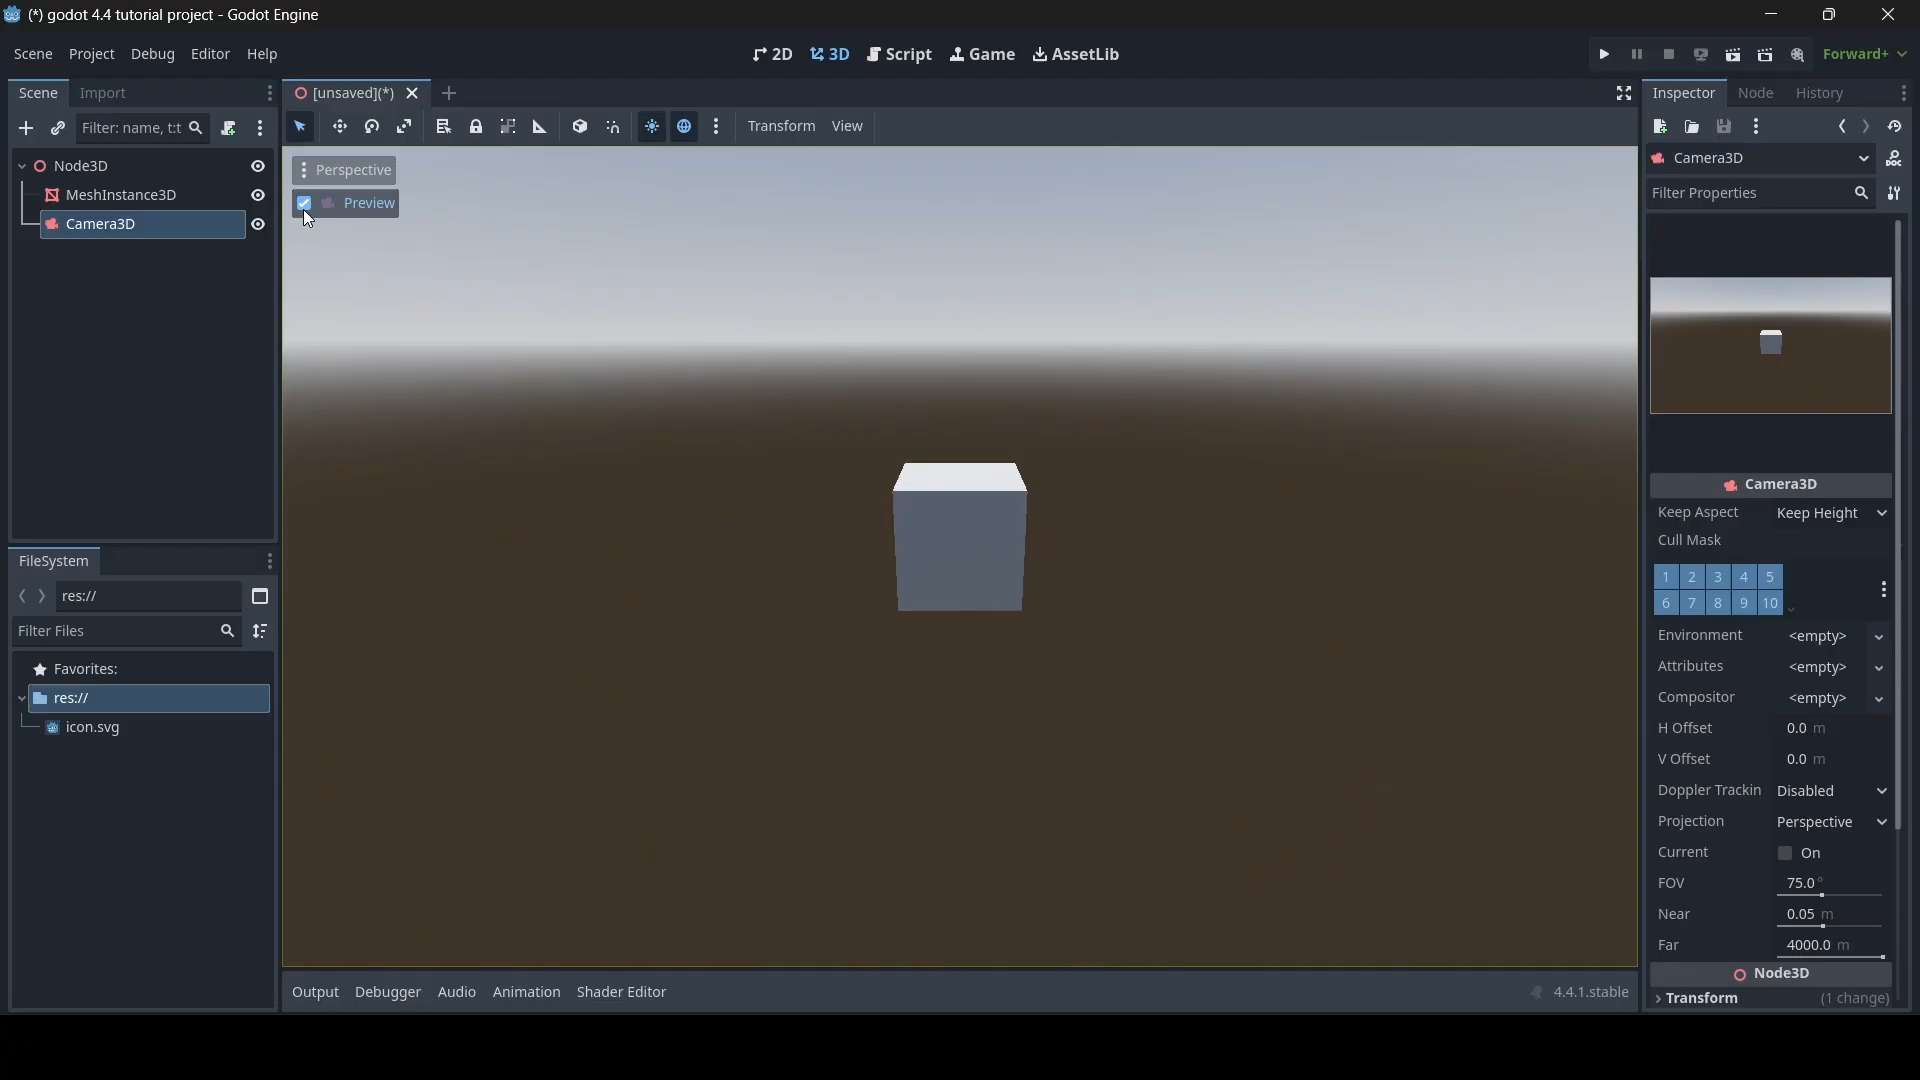 (*) godot 4.4 tutorial project - Godot Engine
Scene Project Debug Editor Help
2D 3D Script Game AssetLib
Forward+
Scene Import
Filter: name, t:t
Node3D
MeshInstance3D
Camera3D
FileSystem
res://
Filter Files
Favorites:
res://
icon.svg
[unsaved](*)
Transform View
Perspective
Preview
Output Debugger Audio Animation Shader Editor
4.4.1.stable
Inspector Node History
Camera3D
Filter Properties
Camera3D
Keep Aspect Keep Height
Cull Mask
1 2 3 4 5
6 7 8 9 10
Environment <empty>
Attributes <empty>
Compositor <empty>
H Offset 0.0 m
V Offset 0.0 m
Doppler Trackin Disabled
Projection Perspective
Current On
FOV 75.0 °
Near 0.05 m
Far 4000.0 m
Node3D
Transform (1 change)